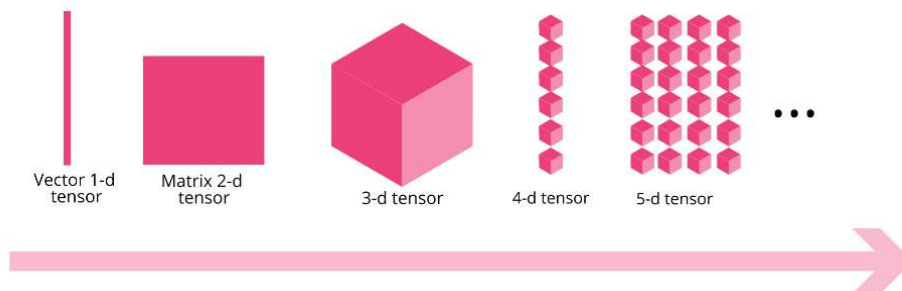 Vector 1-d
tensor
Matrix 2-d
tensor
3-d tensor
4-d tensor
5-d tensor
...